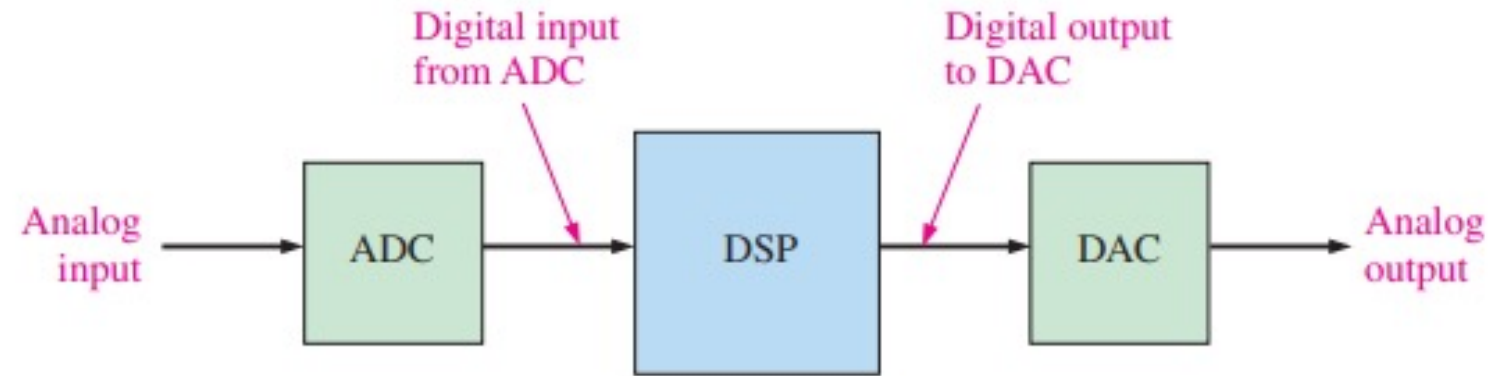 Digital input
from ADC
Digital output
to DAC
Analog
input
ADC
DSP
DAC
Analog
output